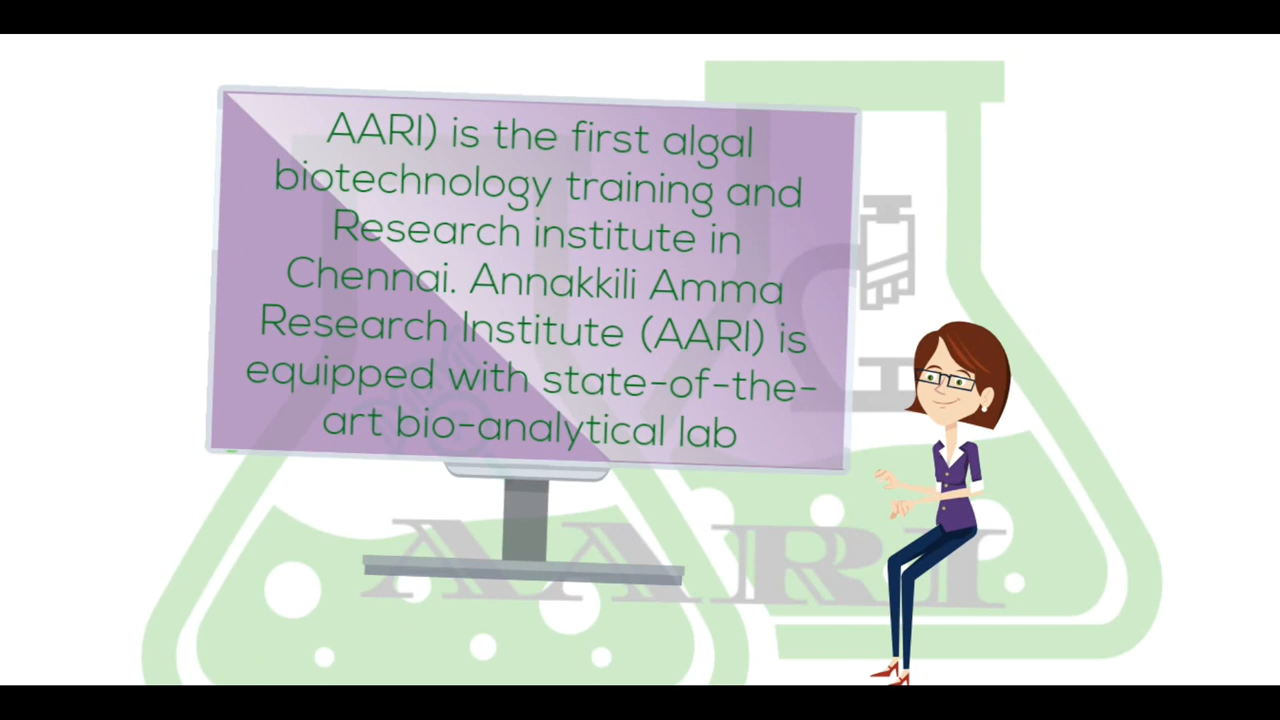 AARI) is the first algal
biotechnology training and
Research institute in
Chennai. Annakkili Amma
Research Institute (AARI) is
equipped with state-of-the-
art bio-analytical lab
AARI